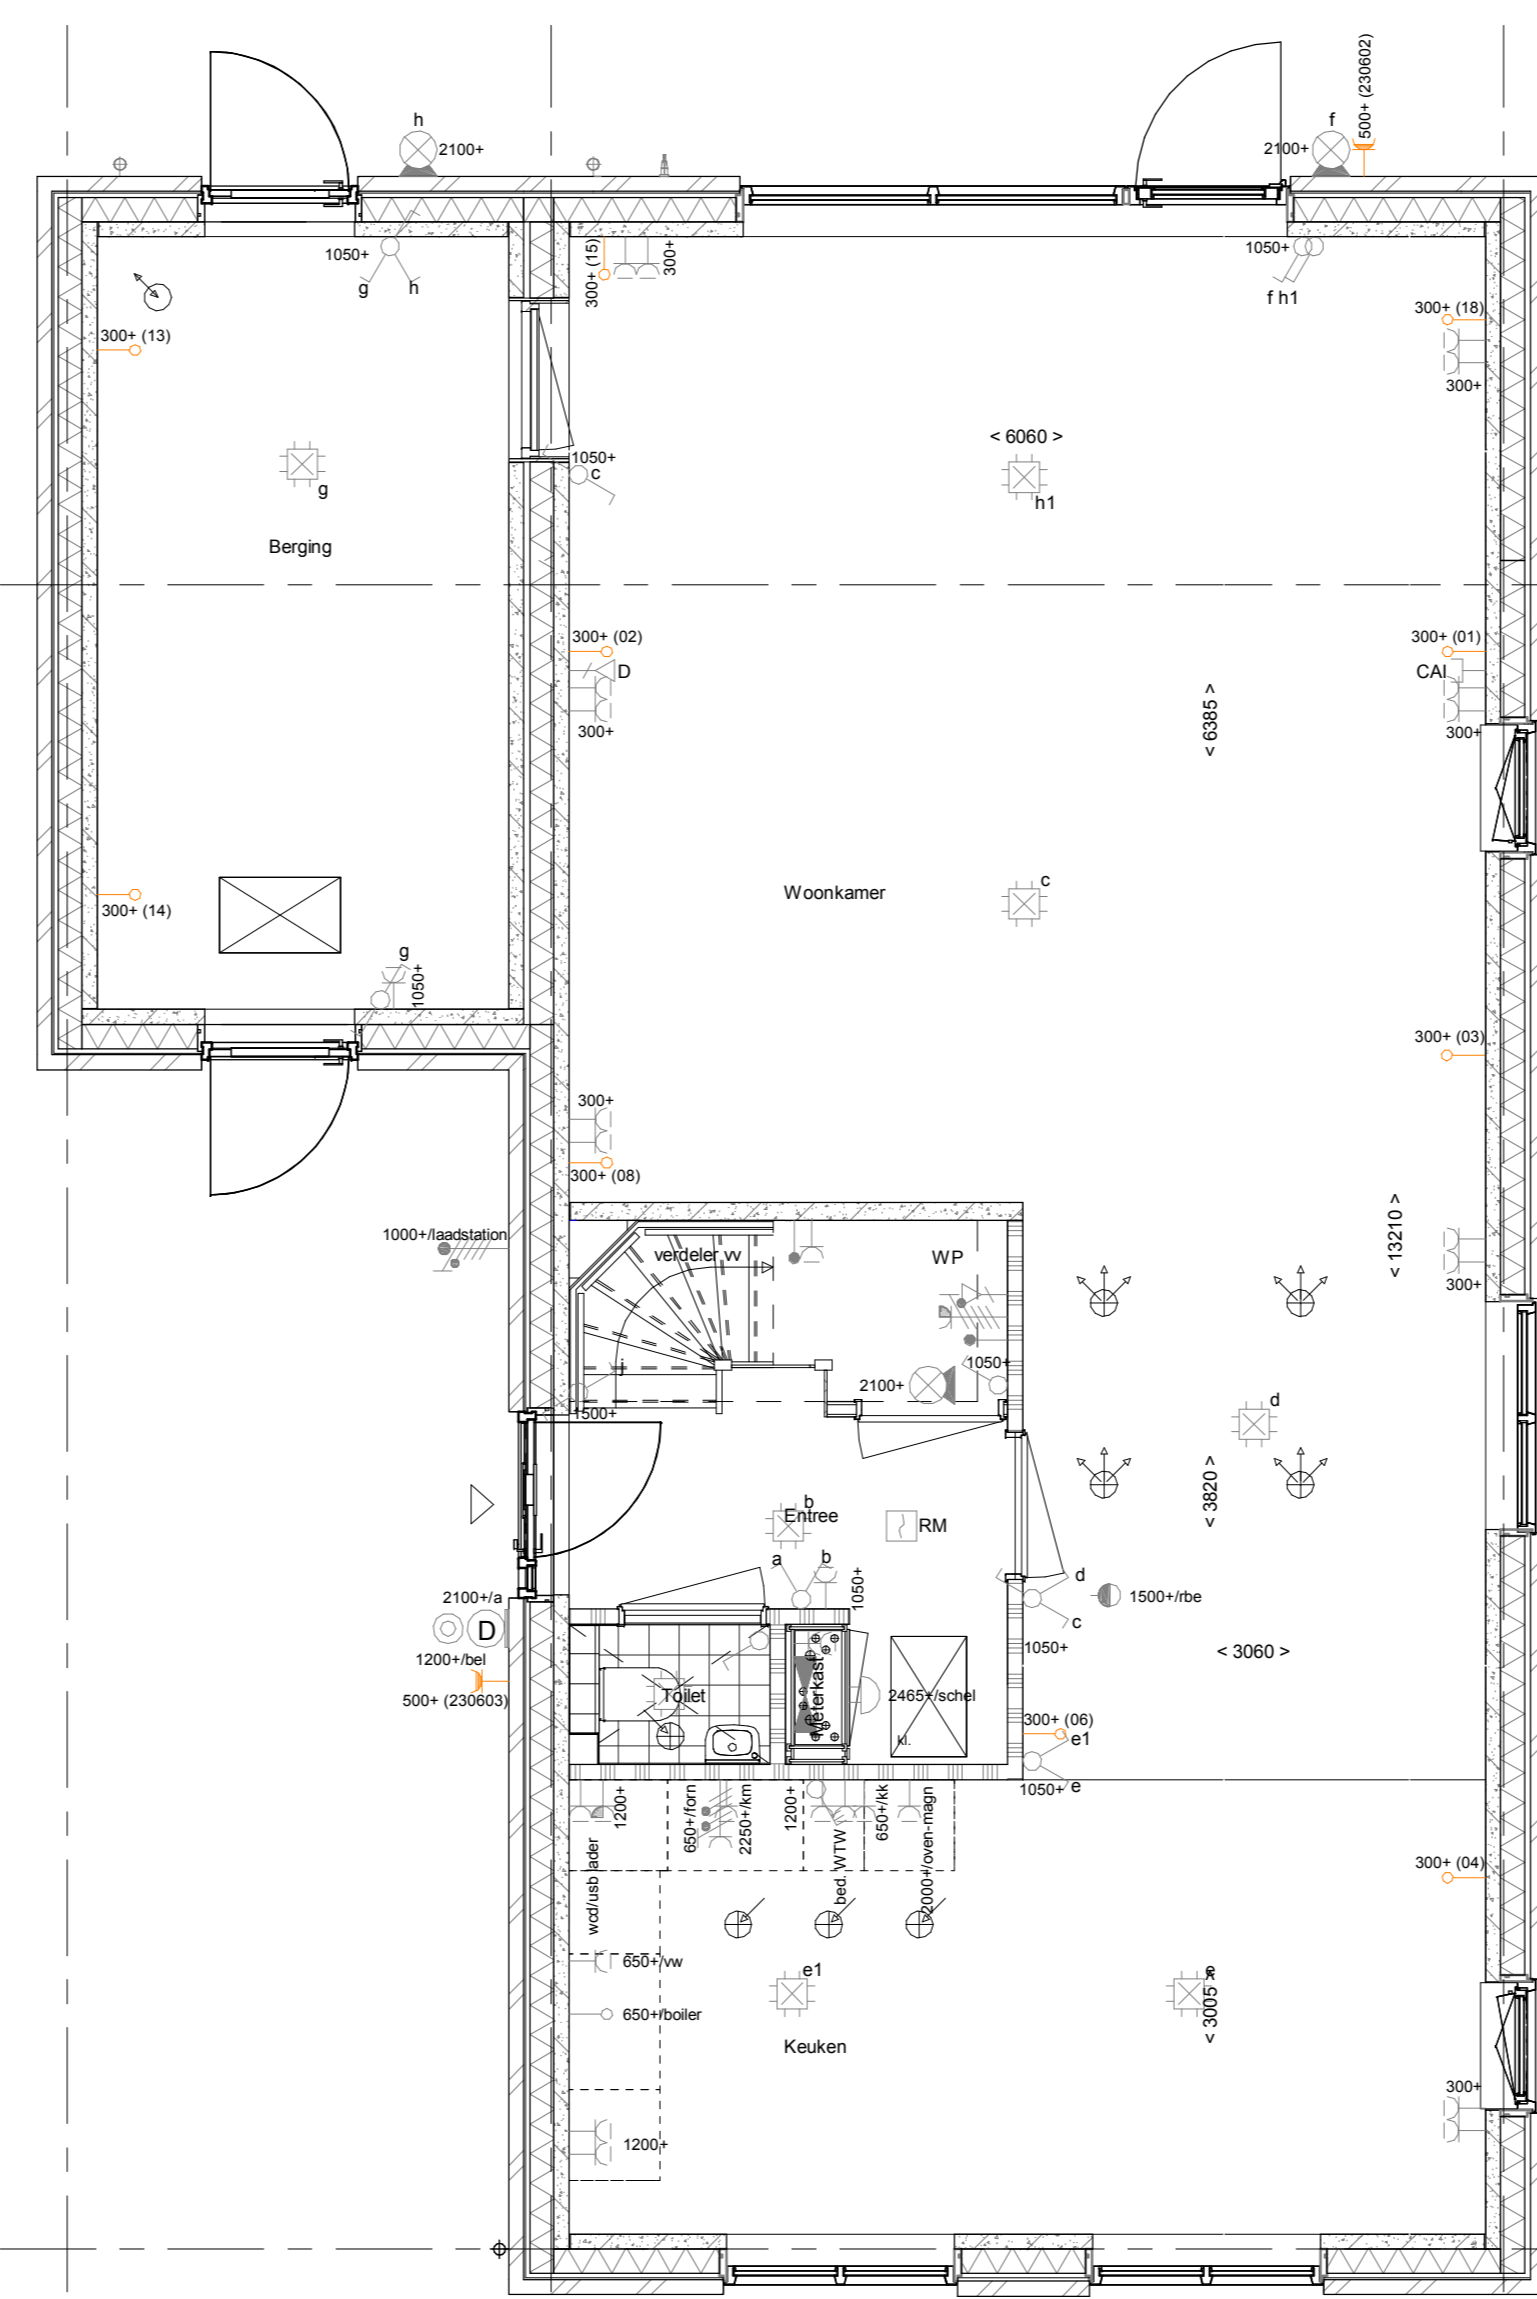 500+ (230602)
h
2100+
f
2100+
1050+
g
h
300+ (15)
300+
1050+
f h1
300+ (13)
300+ (18)
300+
< 6060 >
1050+
c
g
h1
Berging
300+ (02)
D
300+
300+ (01)
CAI
300+
< 6385 >
c
Woonkamer
300+ (14)
g
1050+
300+ (03)
300+
300+ (08)
1000+/laadstation
verdeler vv
WP
< 13210 >
300+
j
1500+
2100+
1050+
d
< 3820 >
b
Entree
RM
a
b
1050+
d
c
1050+
1500+/rbe
2100+/a
D
1200+/bel
500+ (230603)
< 3060 >
Toilet
Meterkast
2465+/schel
kl.
300+ (06)
e1
1050+
e
1200+
650+/forn
2250+/km
1200+
650+/kk
2000+/oven-magn
bed. WTW
wcd/usb lader
300+ (04)
650+/vw
e1
e
< 3005 >
650+/boiler
Keuken
300+
1200+